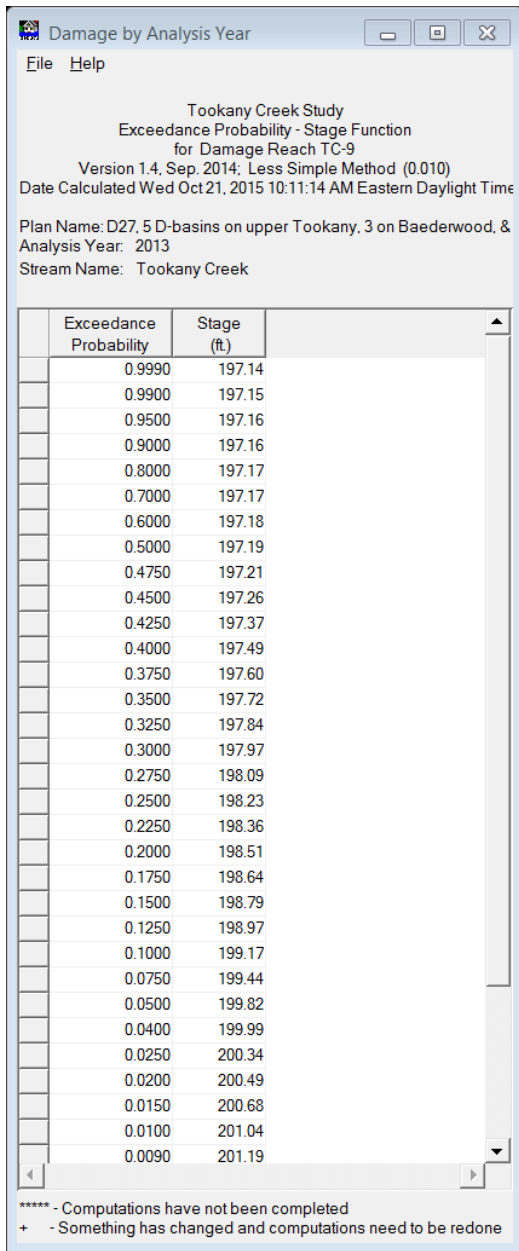 Damage by Analysis Year
File Help
Tookany Creek Study
Exceedance Probability - Stage Function
for Damage Reach TC-9
Version 1.4, Sep. 2014; Less Simple Method (0.010)
Date Calculated Wed Oct 21, 2015 10:11:14 AM Eastern Daylight Time
Plan Name: D27, 5 D-basins on upper Tookany, 3 on Baederwood, &
Analysis Year: 2013
Stream Name: Tookany Creek
Exceedance Stage
Probability (ft.)
0.9990 197.14
0.9900 197.15
0.9500 197.16
0.9000 197.16
0.8000 197.17
0.7000 197.17
0.6000 197.18
0.5000 197.19
0.4750 197.21
0.4500 197.26
0.4250 197.37
0.4000 197.49
0.3750 197.60
0.3500 197.72
0.3250 197.84
0.3000 197.97
0.2750 198.09
0.2500 198.23
0.2250 198.36
0.2000 198.51
0.1750 198.64
0.1500 198.79
0.1250 198.97
0.1000 199.17
0.0750 199.44
0.0500 199.82
0.0400 199.99
0.0250 200.34
0.0200 200.49
0.0150 200.68
0.0100 201.04
0.0090 201.19
***** - Computations have not been completed
+ - Something has changed and computations need to be redone